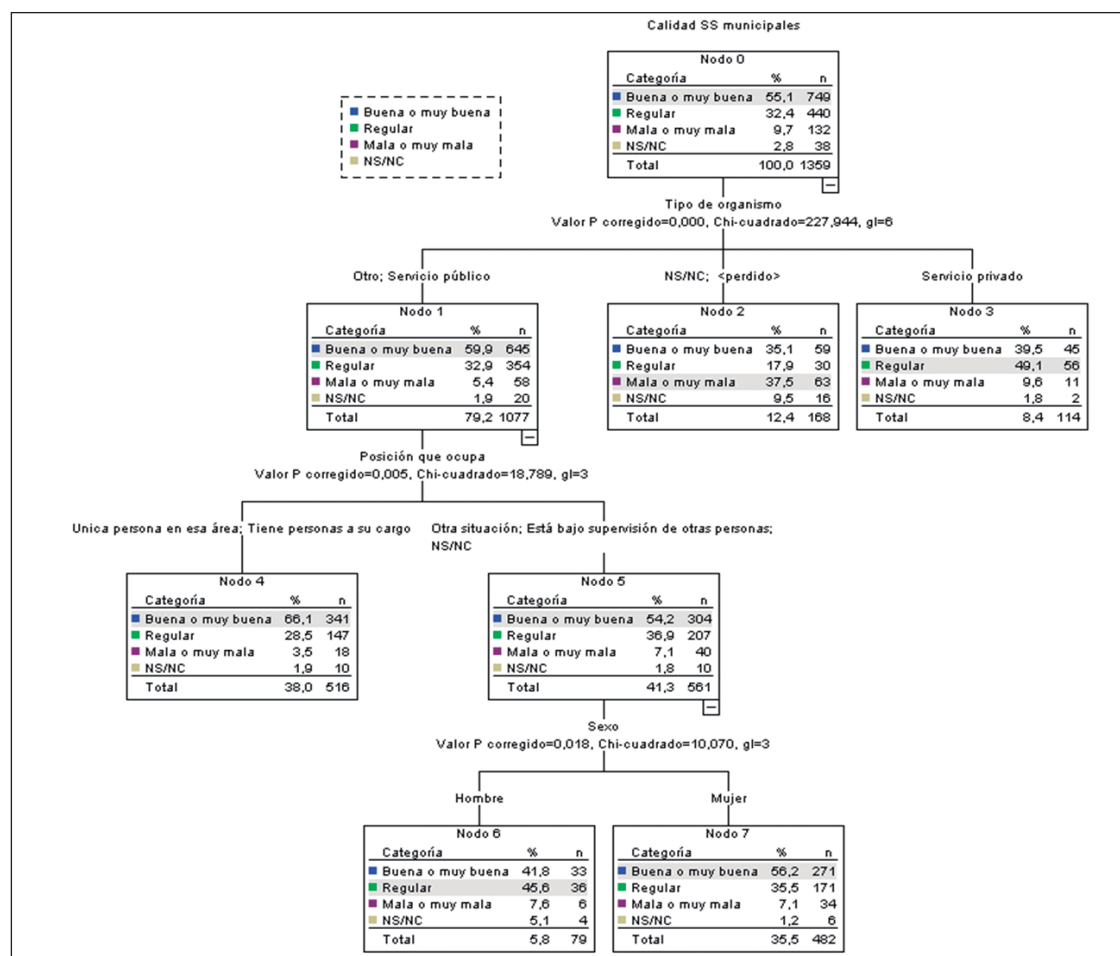 Calidad SS municipales
Buena o muy buena
Regular
Mala o muy mala
NS/NC
Nodo 0
Categoría % n
Buena o muy buena 55,1 749
Regular 32,4 440
Mala o muy mala 9,7 132
NS/NC 2,8 38
Total 100,0 1359
Tipo de organismo
Valor P corregido=0,000, Chi-cuadrado=227,944, gl=6
Otro; Servicio público
NS/NC; <perdido>
Servicio privado
Nodo 1
Categoría % n
Buena o muy buena 59,9 645
Regular 32,9 354
Mala o muy mala 5,4 58
NS/NC 1,9 20
Total 79,2 1077
Nodo 2
Categoría % n
Buena o muy buena 35,1 59
Regular 17,9 30
Mala o muy mala 37,5 63
NS/NC 9,5 16
Total 12,4 168
Nodo 3
Categoría % n
Buena o muy buena 39,5 45
Regular 49,1 56
Mala o muy mala 9,6 11
NS/NC 1,8 2
Total 8,4 114
Posición que ocupa
Valor P corregido=0,005, Chi-cuadrado=18,789, gl=3
Unica persona en esa área; Tiene personas a su cargo
Otra situación; Está bajo supervisión de otras personas;
NS/NC
Nodo 4
Categoría % n
Buena o muy buena 66,1 341
Regular 28,5 147
Mala o muy mala 3,5 18
NS/NC 1,9 10
Total 38,0 516
Nodo 5
Categoría % n
Buena o muy buena 54,2 304
Regular 36,9 207
Mala o muy mala 7,1 40
NS/NC 1,8 10
Total 41,3 561
Sexo
Valor P corregido=0,018, Chi-cuadrado=10,070, gl=3
Hombre
Mujer
Nodo 6
Categoría % n
Buena o muy buena 41,8 33
Regular 45,6 36
Mala o muy mala 7,6 6
NS/NC 5,1 4
Total 5,8 79
Nodo 7
Categoría % n
Buena o muy buena 56,2 271
Regular 35,5 171
Mala o muy mala 7,1 34
NS/NC 1,2 6
Total 35,5 482